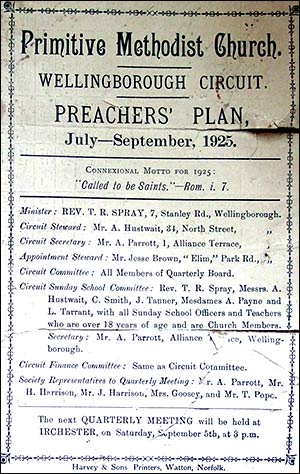 Primitive Methodist Church.
WELLINGBOROUGH CIRCUIT.
PREACHERS' PLAN,
July—September, 1925.
CONNEXIONAL MOTTO FOR 1925:
"Called to be Saints."—Rom. i. 7.
Minister: REV. T. R. SPRAY, 7, Stanley Rd., Wellingborough.
Circuit Steward: Mr. A. Hustwait, 34, North Street, "
Circuit Secretary: Mr. A. Parrott, 1, Alliance Terrace, "
Appointment Steward: Mr. Jesse Brown, "Elim," Park Rd., "
Circuit Committee: All Members of Quarterly Board.
Circuit Sunday School Committee: Rev. T. R. Spray, Messrs. A.
Hustwait, C. Smith, J. Tanner, Mesdames A. Payne and
L. Tarrant, with all Sunday School Officers and Teachers
who are over 18 years of age and are Church Members.
Secretary: Mr. A. Parrott, Alliance ce, Welling-
borough.
Circuit Finance Committee: Same as Circuit Committee.
Society Representatives to Quarterly Meeting: Mr. A. Parrott, Mr.
H. Harrison, Mr. J. Harrison, Mrs. Goosey, and Mr. T. Pope.
The next QUARTERLY MEETING will be held at
IRCHESTER, on Saturday, September 5th, at 3 p.m.
Harvey & Sons Printers, Watton, Norfolk.